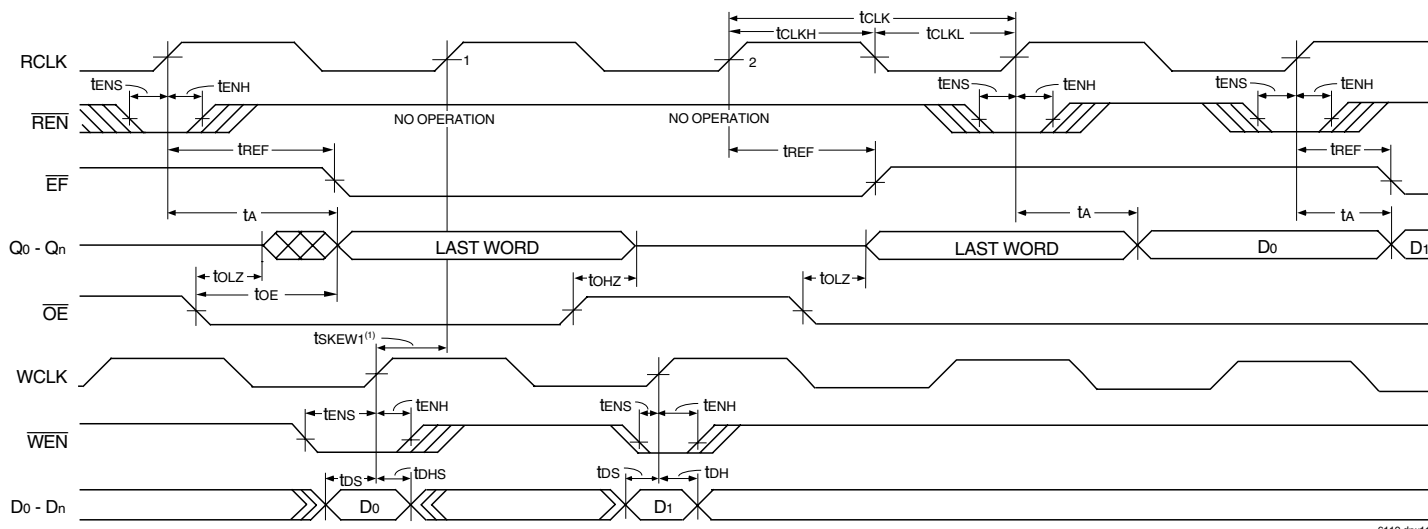 tCLK
tCLKH tCLKL
RCLK 1 2
tENS tENH tENS tENH tENS tENH
REN NO OPERATION NO OPERATION
tREF tREF tREF
EF
tA tA tA
Q0 - Qn LAST WORD LAST WORD D0 D1
tOLZ tOHZ tOLZ
tOE
OE
tSKEW1(1)
WCLK
tENS tENH tENS tENH
WEN
tDS tDHS tDS tDH
D0 - Dn D0 D1